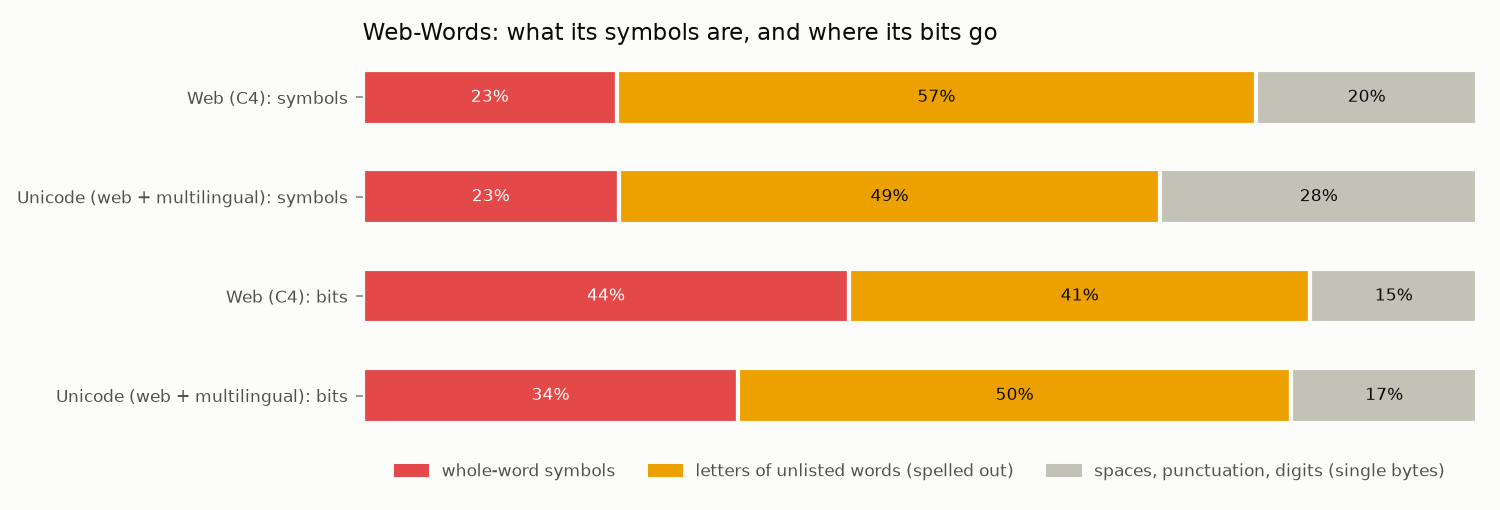 Web-Words: what its symbols are, and where its bits go
Web (C4): symbols 23% 57% 20%
Unicode (web + multilingual): symbols 23% 49% 28%
Web (C4): bits 44% 41% 15%
Unicode (web + multilingual): bits 34% 50% 17%
whole-word symbols letters of unlisted words (spelled out) spaces, punctuation, digits (single bytes)